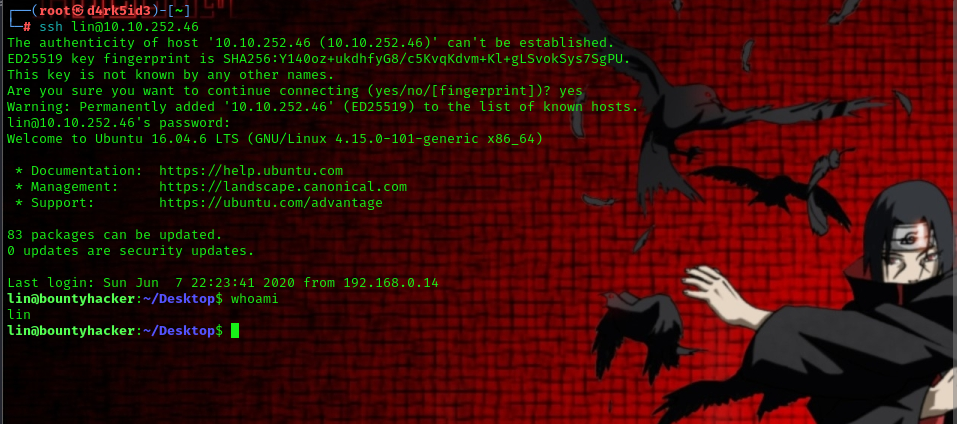 ┌──(root㉿d4rk5id3)-[~]
└─# ssh lin@10.10.252.46
The authenticity of host '10.10.252.46 (10.10.252.46)' can't be established.
ED25519 key fingerprint is SHA256:Y140oz+ukdhfyG8/c5KvqKdvm+Kl+gLSvokSys7SgPU.
This key is not known by any other names.
Are you sure you want to continue connecting (yes/no/[fingerprint])? yes
Warning: Permanently added '10.10.252.46' (ED25519) to the list of known hosts.
lin@10.10.252.46's password:
Welcome to Ubuntu 16.04.6 LTS (GNU/Linux 4.15.0-101-generic x86_64)
* Documentation:  https://help.ubuntu.com
* Management:     https://landscape.canonical.com
* Support:        https://ubuntu.com/advantage
83 packages can be updated.
0 updates are security updates.
Last login: Sun Jun  7 22:23:41 2020 from 192.168.0.14
lin@bountyhacker:~/Desktop$ whoami
lin
lin@bountyhacker:~/Desktop$